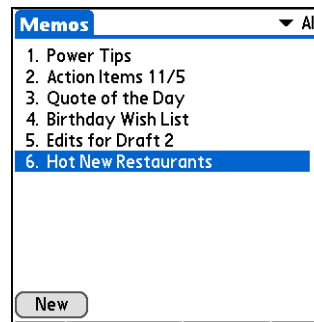 Memos
Al
1. Power Tips
2. Action Items 11/5
3. Quote of the Day
4. Birthday Wish List
5. Edits for Draft 2
6. Hot New Restaurants
New